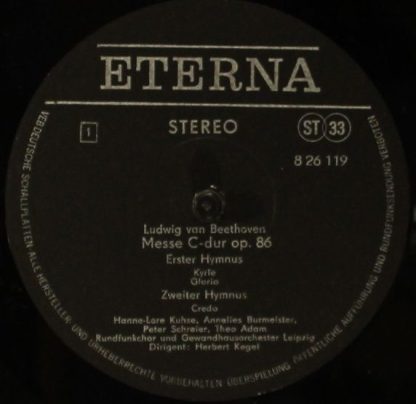 ETERNA
1
STEREO
ST 33
8 26 119
Ludwig van Beethoven
Messe C-dur op. 86
Erster Hymnus
Kyrie
Gloria
Zweiter Hymnus
Credo
Hanne-Lore Kuhse, Annelies Burmeister,
Peter Schreier, Theo Adam
Rundfunkchor und Gewandhausorchester Leipzig
Dirigent: Herbert Kegel
VEB DEUTSCHE SCHALLPLATTEN ALLE HERSTELLER- UND URHEBERRECHTE VORBEHALTEN ÜBERSPIELUNG, ÖFFENTLICHE AUFFÜHRUNG UND RUNDFUNKSENDUNG VERBOTEN